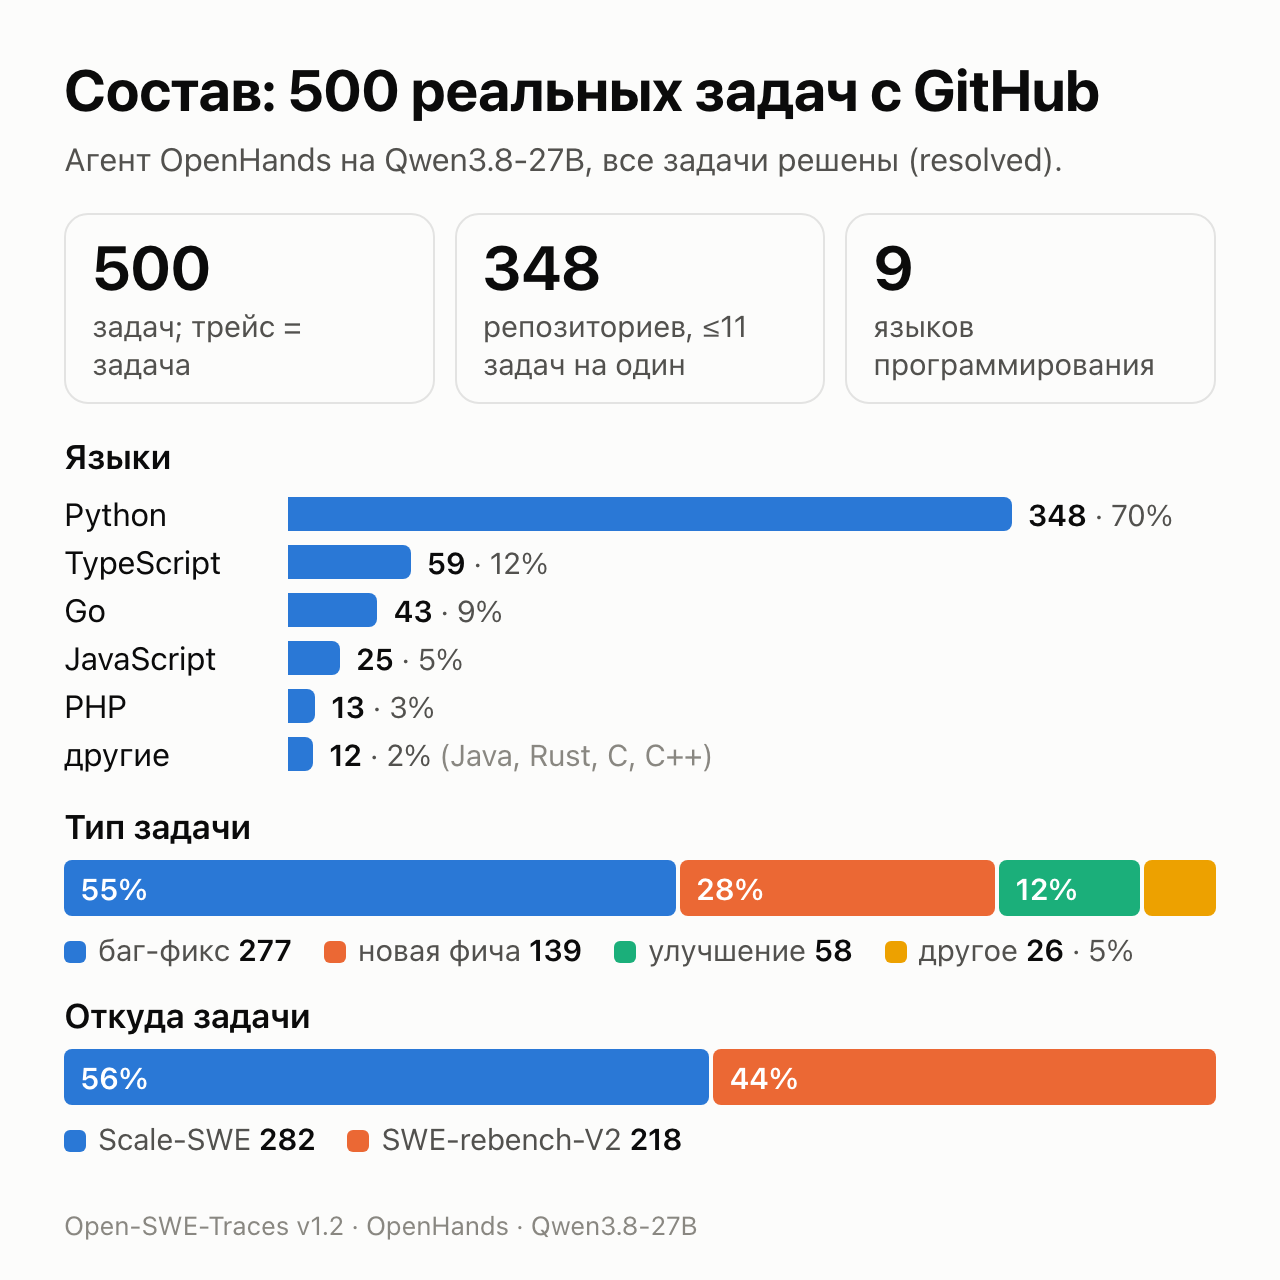 Состав: 500 реальных задач с GitHub
Агент OpenHands на Qwen3.8-27B, все задачи решены (resolved).
500
задач; трейс =
задача
348
репозиториев, ≤11
задач на один
9
языков
программирования
Языки
Python 348 · 70%
TypeScript 59 · 12%
Go 43 · 9%
JavaScript 25 · 5%
PHP 13 · 3%
другие 12 · 2% (Java, Rust, C, C++)
Тип задачи
55% 28% 12%
баг-фикс 277 новая фича 139 улучшение 58 другое 26 · 5%
Откуда задачи
56% 44%
Scale-SWE 282 SWE-rebench-V2 218
Open-SWE-Traces v1.2 · OpenHands · Qwen3.8-27B